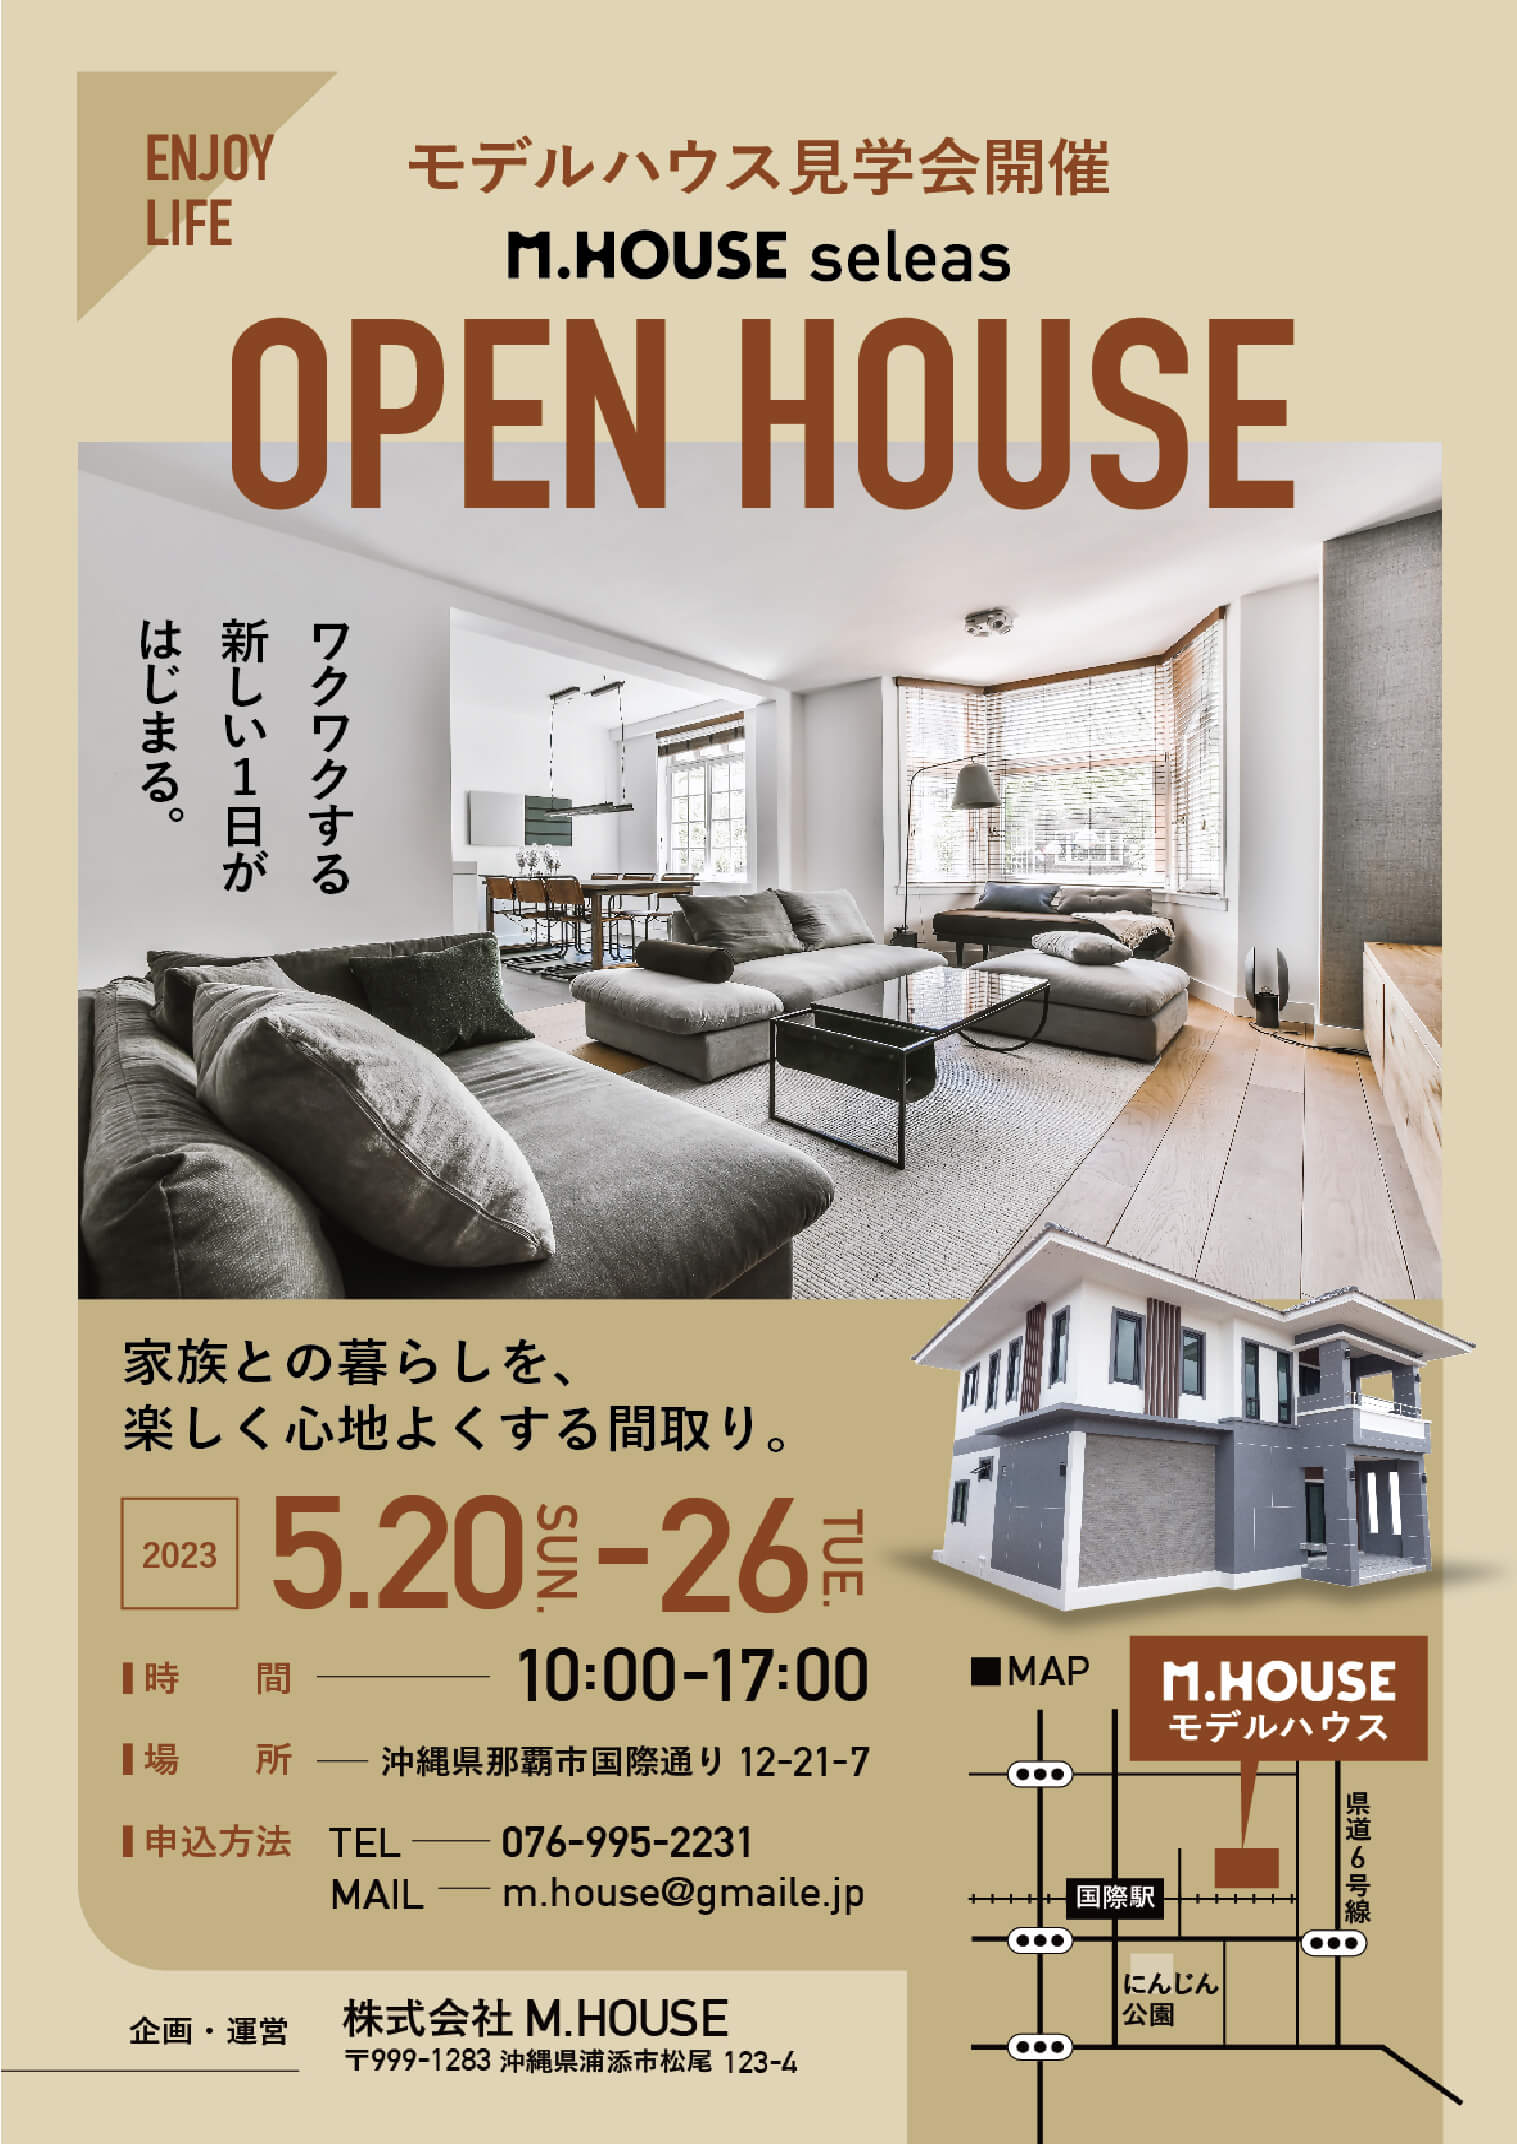 ENJOY
LIFE
モデルハウス見学会開催
M.HOUSE seleas
OPEN HOUSE
ワクワクする
新しい1日が
はじまる。
家族との暮らしを、
楽しく心地よくする間取り。
2023 5.20 SUN. - 26 TUE.
時間 10:00-17:00
場所 沖縄県那覇市国際通り 12-21-7
申込方法 TEL 076-995-2231
MAIL m.house@gmaile.jp
企画・運営
株式会社 M.HOUSE
〒999-1283 沖縄県浦添市松尾 123-4
■MAP
M.HOUSE
モデルハウス
県道6号線
国際駅
にんじん
公園